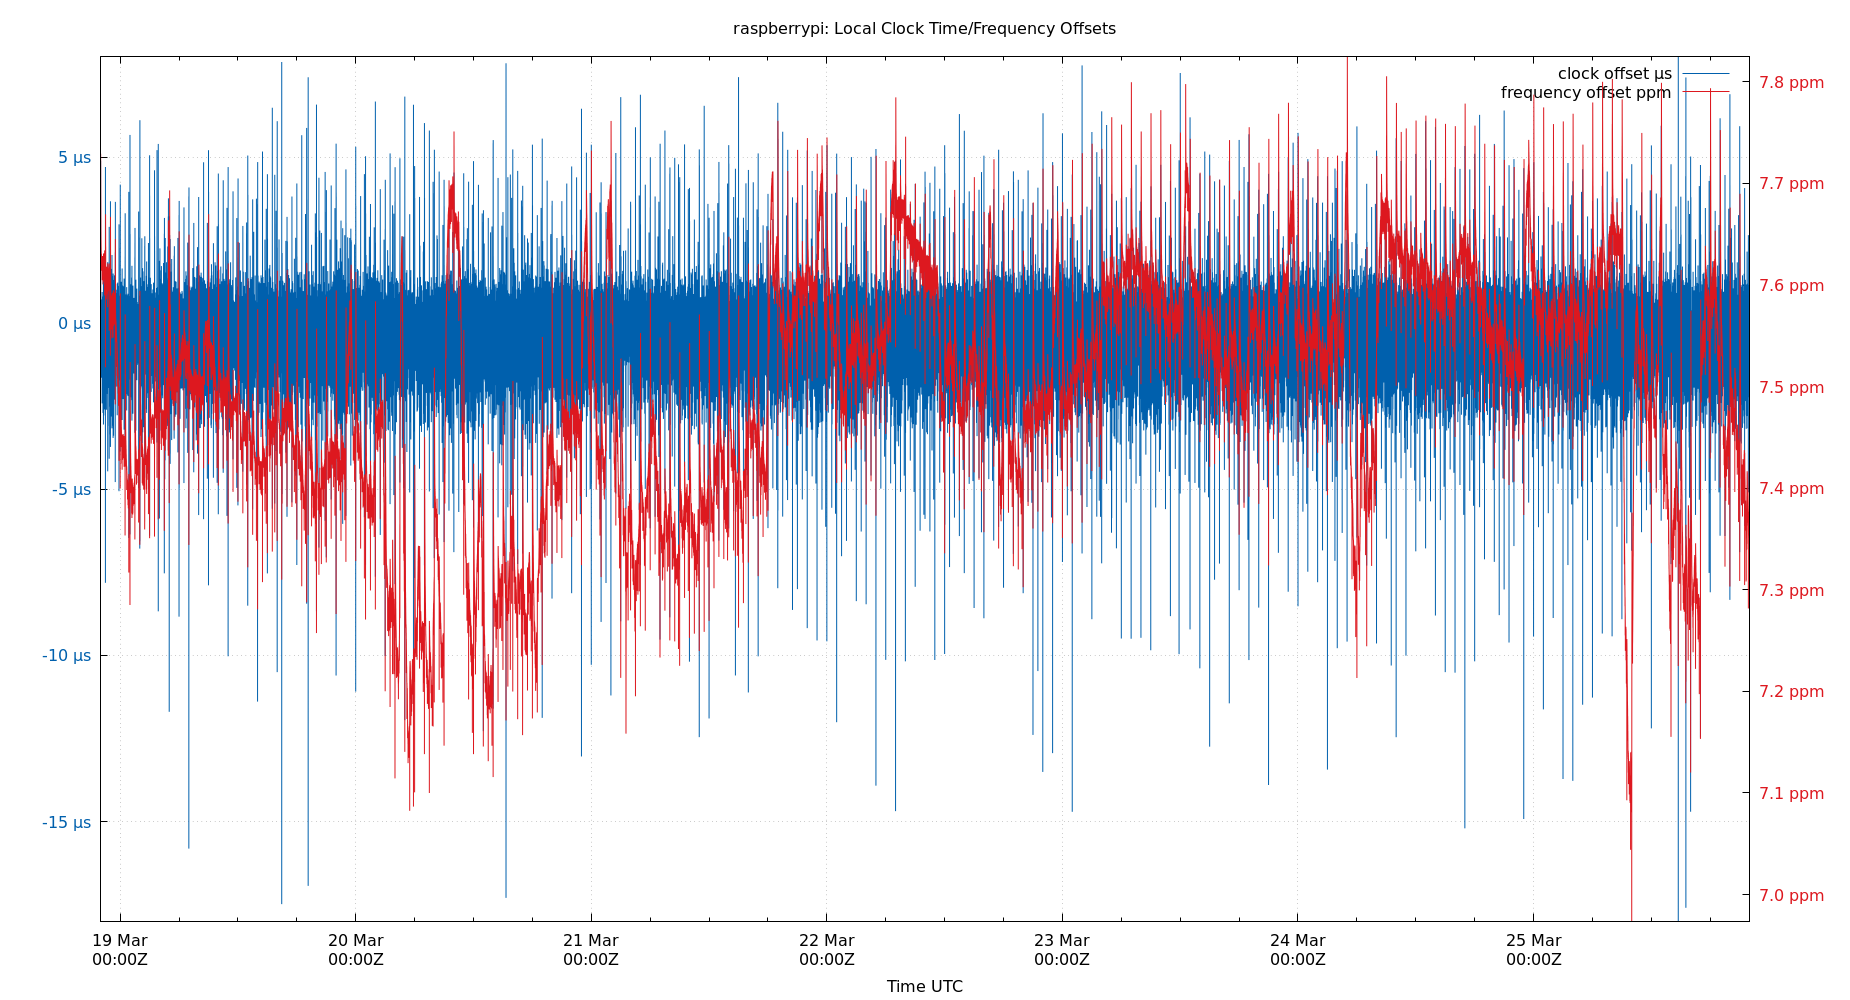 raspberrypi: Local Clock Time/Frequency Offsets
clock offset µs
frequency offset ppm
5 µs
0 µs
-5 µs
-10 µs
-15 µs
7.8 ppm
7.7 ppm
7.6 ppm
7.5 ppm
7.4 ppm
7.3 ppm
7.2 ppm
7.1 ppm
7.0 ppm
19 Mar 20 Mar 21 Mar 22 Mar 23 Mar 24 Mar 25 Mar
00:00Z 00:00Z 00:00Z 00:00Z 00:00Z 00:00Z 00:00Z
Time UTC